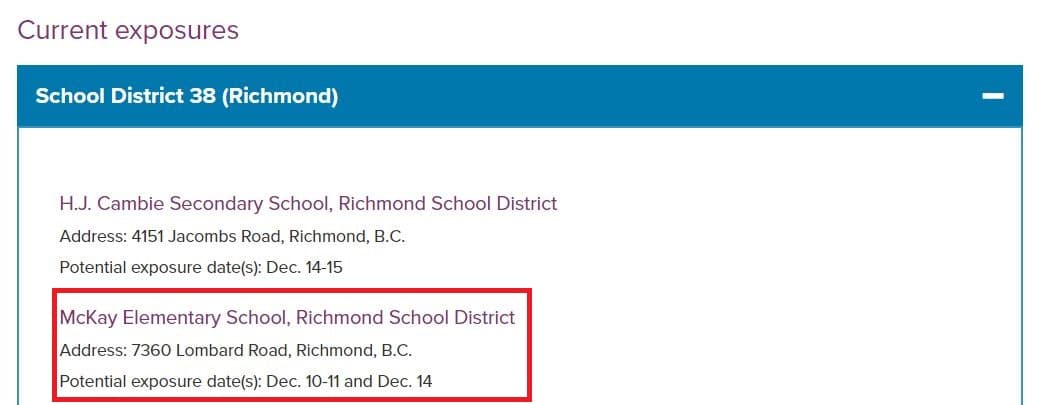 Current exposures
School District 38 (Richmond)
H.J. Cambie Secondary School, Richmond School District
Address: 4151 Jacombs Road, Richmond, B.C.
Potential exposure date(s): Dec. 14-15
McKay Elementary School, Richmond School District
Address: 7360 Lombard Road, Richmond, B.C.
Potential exposure date(s): Dec. 10-11 and Dec. 14